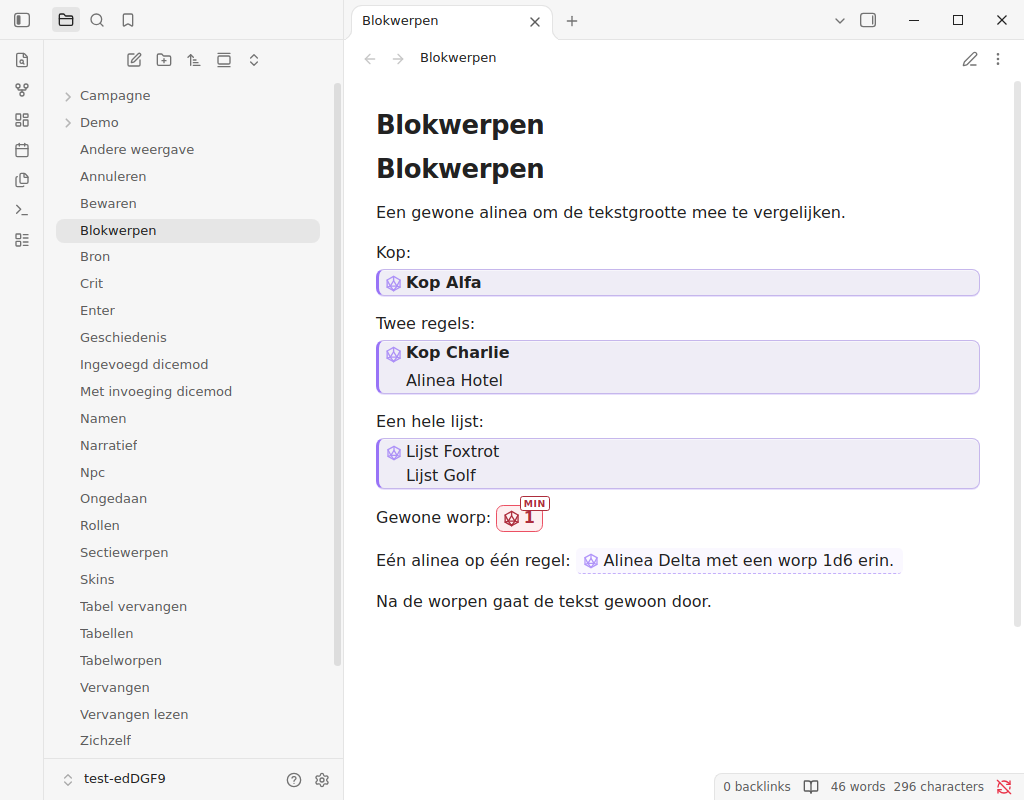 Blokwerpen
Blokwerpen
Campagne
Demo
Andere weergave
Annuleren
Bewaren
Blokwerpen
Bron
Crit
Enter
Geschiedenis
Ingevoegd dicemod
Met invoeging dicemod
Namen
Narratief
Npc
Ongedaan
Rollen
Sectiewerpen
Skins
Tabel vervangen
Tabellen
Tabelworpen
Vervangen
Vervangen lezen
Zichzelf
test-edDGF9
Blokwerpen
Blokwerpen
Een gewone alinea om de tekstgrootte mee te vergelijken.
Kop:
Kop Alfa
Twee regels:
Kop Charlie
Alinea Hotel
Een hele lijst:
Lijst Foxtrot
Lijst Golf
MIN
Gewone worp: 1
Eén alinea op één regel: Alinea Delta met een worp 1d6 erin.
Na de worpen gaat de tekst gewoon door.
0 backlinks 46 words 296 characters